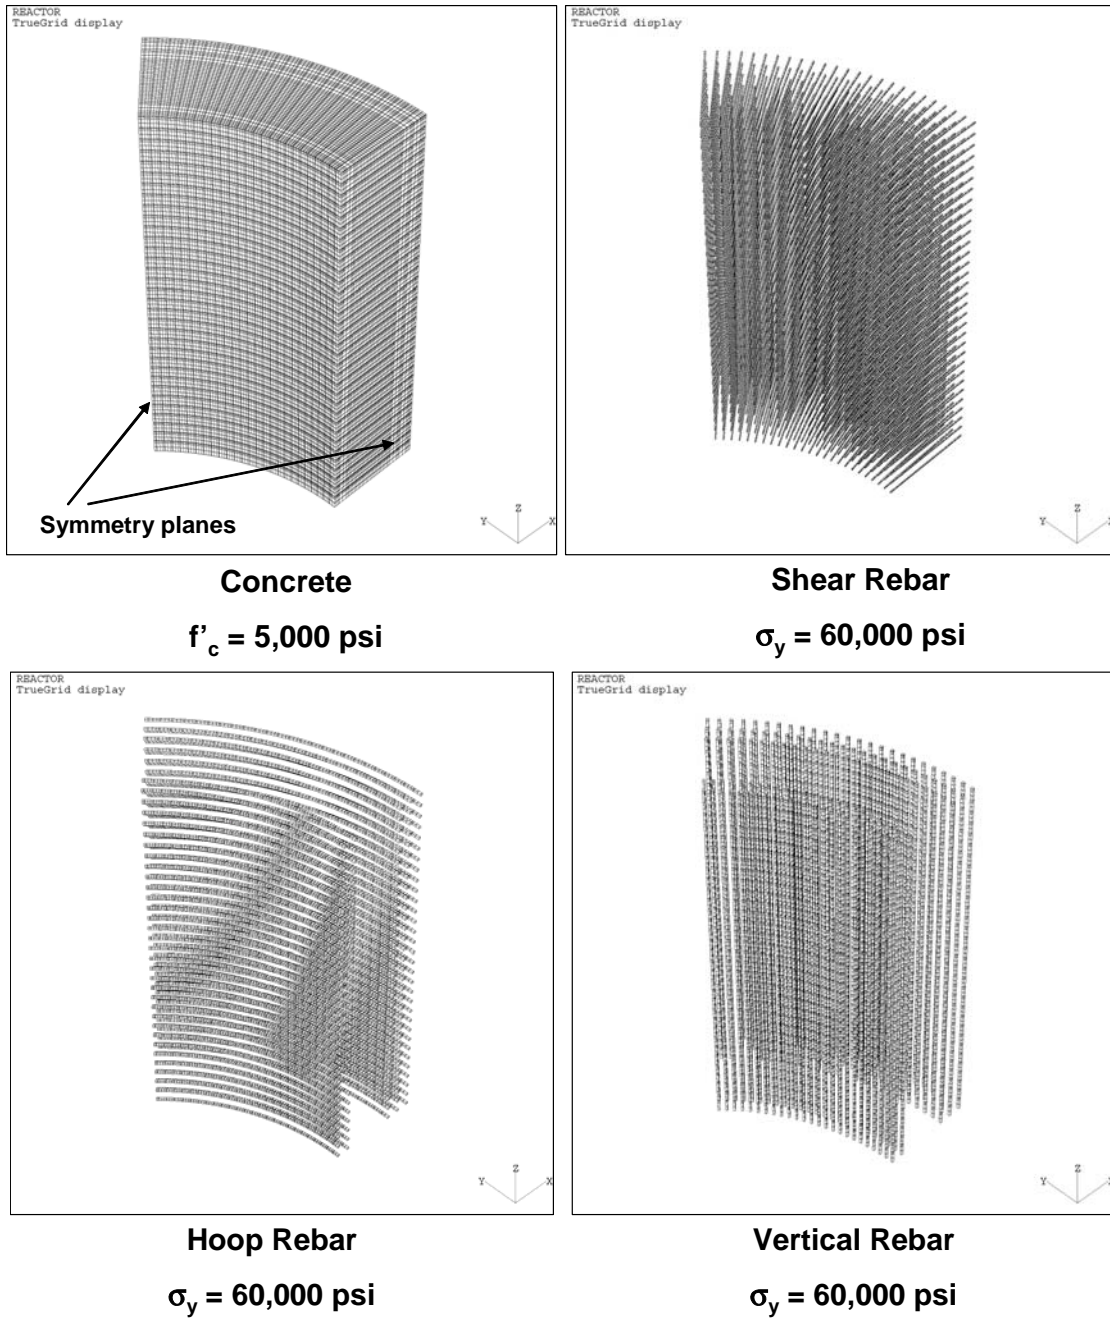 REACTOR
TrueGrid display
Symmetry planes
Z
Y
X
Concrete
f'c = 5,000 psi
REACTOR
TrueGrid display
Z
Y
Shear Rebar
σy = 60,000 psi
REACTOR
TrueGrid display
Z
Y
X
Hoop Rebar
σy = 60,000 psi
REACTOR
TrueGrid display
Z
Y
Vertical Rebar
σy = 60,000 psi